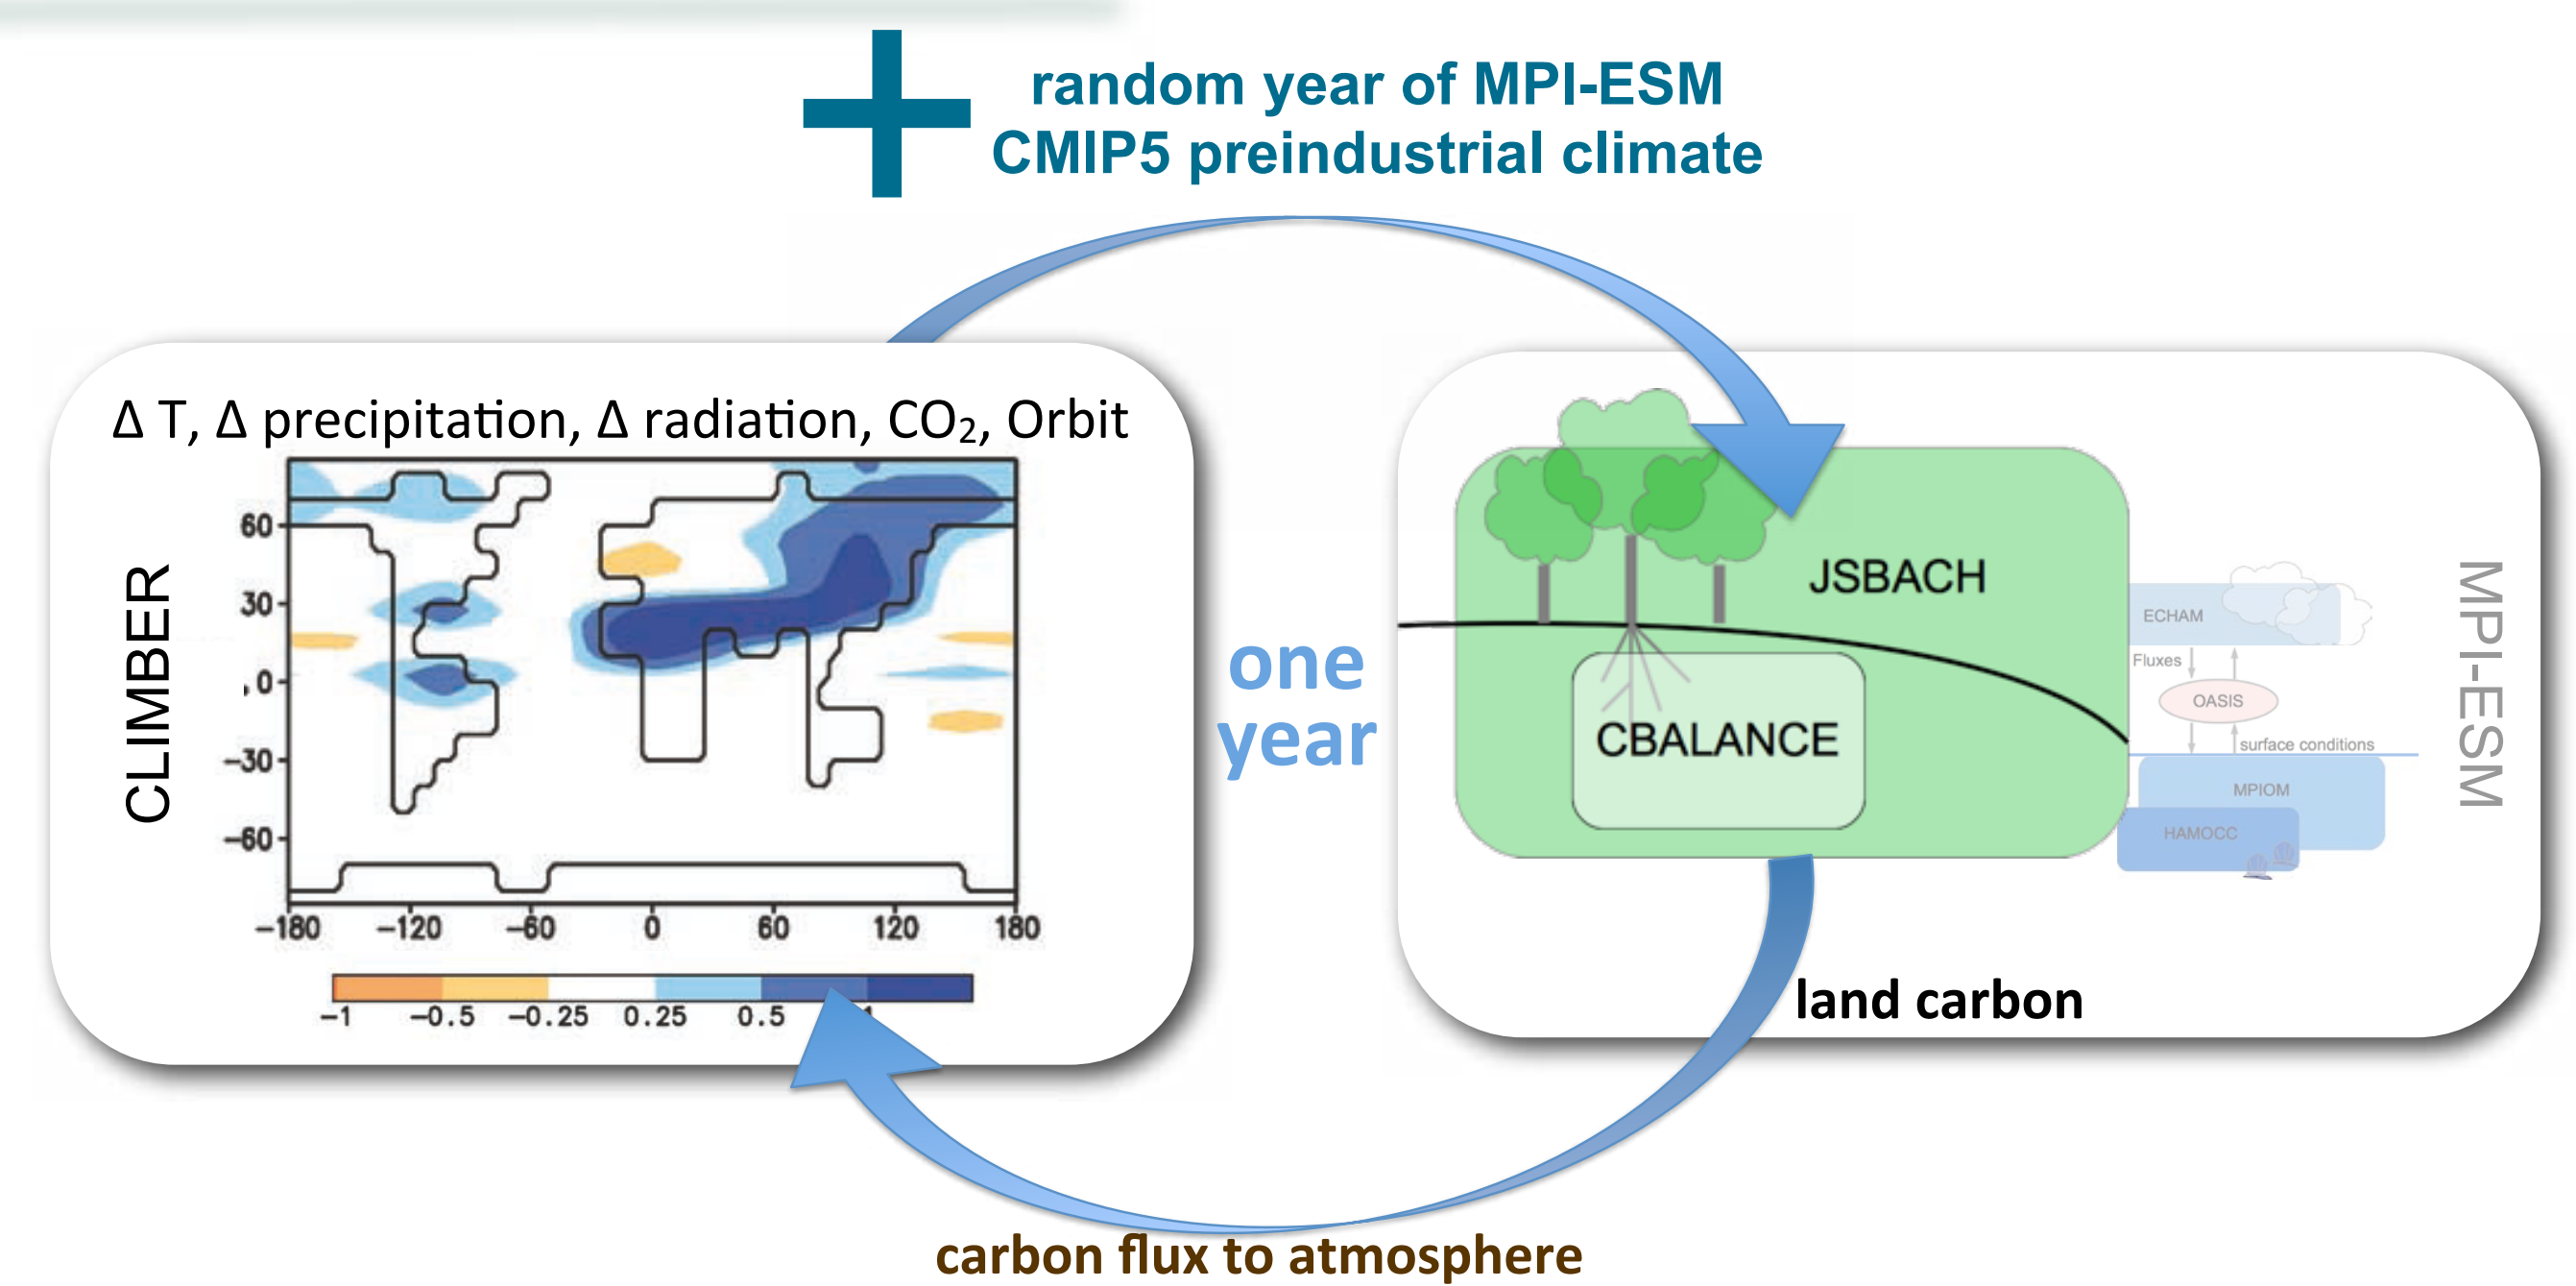 random year of MPI-ESM
CMIP5 preindustrial climate
Δ T, Δ precipitation, Δ radiation, CO₂, Orbit
CLIMBER
60
30
0
−30
−60
−180 −120 −60 0 60 120 180
−1 −0.5 −0.25 0.25 0.5
one
year
JSBACH
CBALANCE
ECHAM
Fluxes
OASIS
surface conditions
MPIOM
HAMOCC
MPI-ESM
land carbon
carbon flux to atmosphere